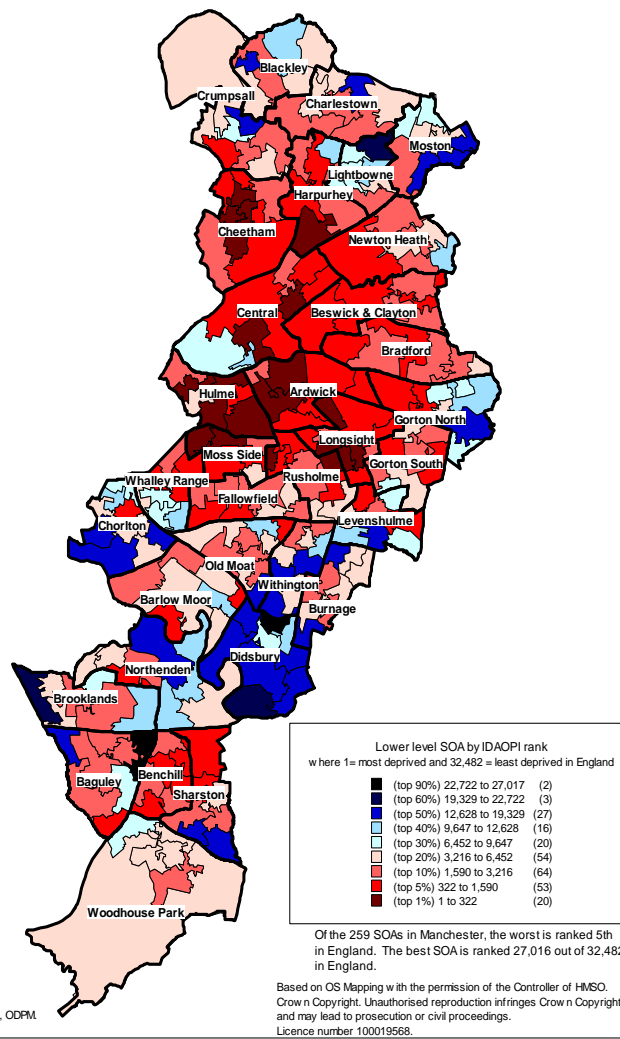 Blackley
Crumpsall
Charlestown
Moston
Lightbowne
Harpurhey
Cheetham
Newton Heath
Central
Beswick & Clayton
Bradford
Hulme
Ardwick
Gorton North
Longsight
Moss Side
Gorton South
Rusholme
Whalley Range
Fallowfield
Chorlton
Levenshulme
Old Moat
Withington
Barlow Moor
Burnage
Didsbury
Northenden
Brooklands
Baguley
Benchill
Sharston
Woodhouse Park
Lower level SOA by IDAOPI rank
where 1= most deprived and 32,482 = least deprived in England
(top 90%) 22,722 to 27,017 (2)
(top 60%) 19,329 to 22,722 (3)
(top 50%) 12,628 to 19,329 (27)
(top 40%) 9,647 to 12,628 (16)
(top 30%) 6,452 to 9,647 (20)
(top 20%) 3,216 to 6,452 (54)
(top 10%) 1,590 to 3,216 (64)
(top 5%) 322 to 1,590 (53)
(top 1%) 1 to 322 (20)
Of the 259 SOAs in Manchester, the worst is ranked 5th
in England. The best SOA is ranked 27,016 out of 32,482
in England.
Based on OS Mapping with the permission of the Controller of HMSO.
Crown Copyright. Unauthorised reproduction infringes Crown Copyright
and may lead to prosecution or civil proceedings.
Licence number 100019568.
, ODPM.